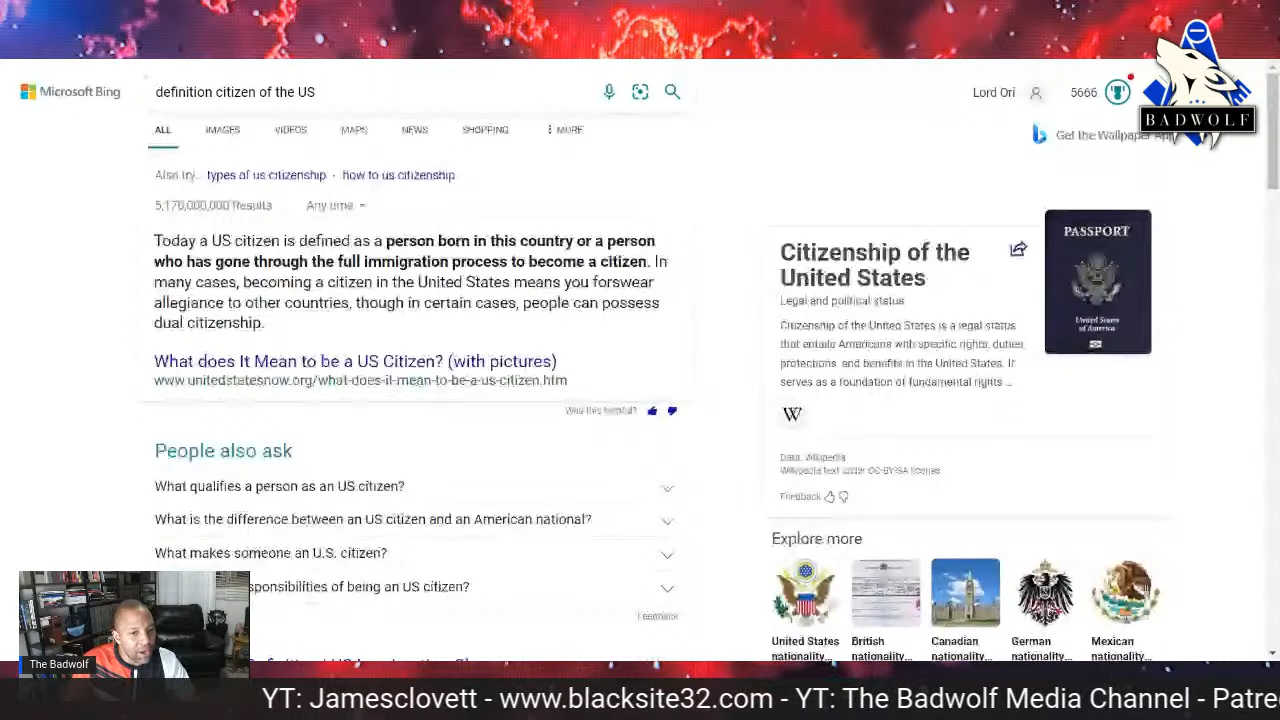 Microsoft Bing
definition citizen of the US
Lord Ori
5666
BADWOLF
ALL
IMAGES
VIDEOS
MAPS
NEWS
SHOPPING
MORE
Get the Wallpaper
Also try:
types of us citizenship · how to us citizenship
5,170,000,000 Results
Any time
Today a US citizen is defined as a person born in this country or a person
who has gone through the full immigration process to become a citizen. In
many cases, becoming a citizen in the United States means you forswear
allegiance to other countries, though in certain cases, people can possess
dual citizenship.
What does It Mean to be a US Citizen? (with pictures)
www.unitedstatesnow.org/what-does-it-mean-to-be-a-us-citizen.htm
Was this helpful?
People also ask
What qualifies a person as an US citizen?
What is the difference between an US citizen and an American national?
What makes someone an U.S. citizen?
sponsibilities of being an US citizen?
Feedback
Citizenship of the
United States
Legal and political status
Citizenship of the United States is a legal status
that entails Americans with specific rights, duties,
protections, and benefits in the United States. It
serves as a foundation of fundamental rights ...
W
PASSPORT
United States
of America
Data: Wikipedia
Wikipedia text under CC-BY-SA license
Feedback
Explore more
United States
nationality...
British
nationality...
Canadian
nationality...
German
nationality...
Mexican
nationality...
The Badwolf
YT: Jamesclovett - www.blacksite32.com - YT: The Badwolf Media Channel - Patre